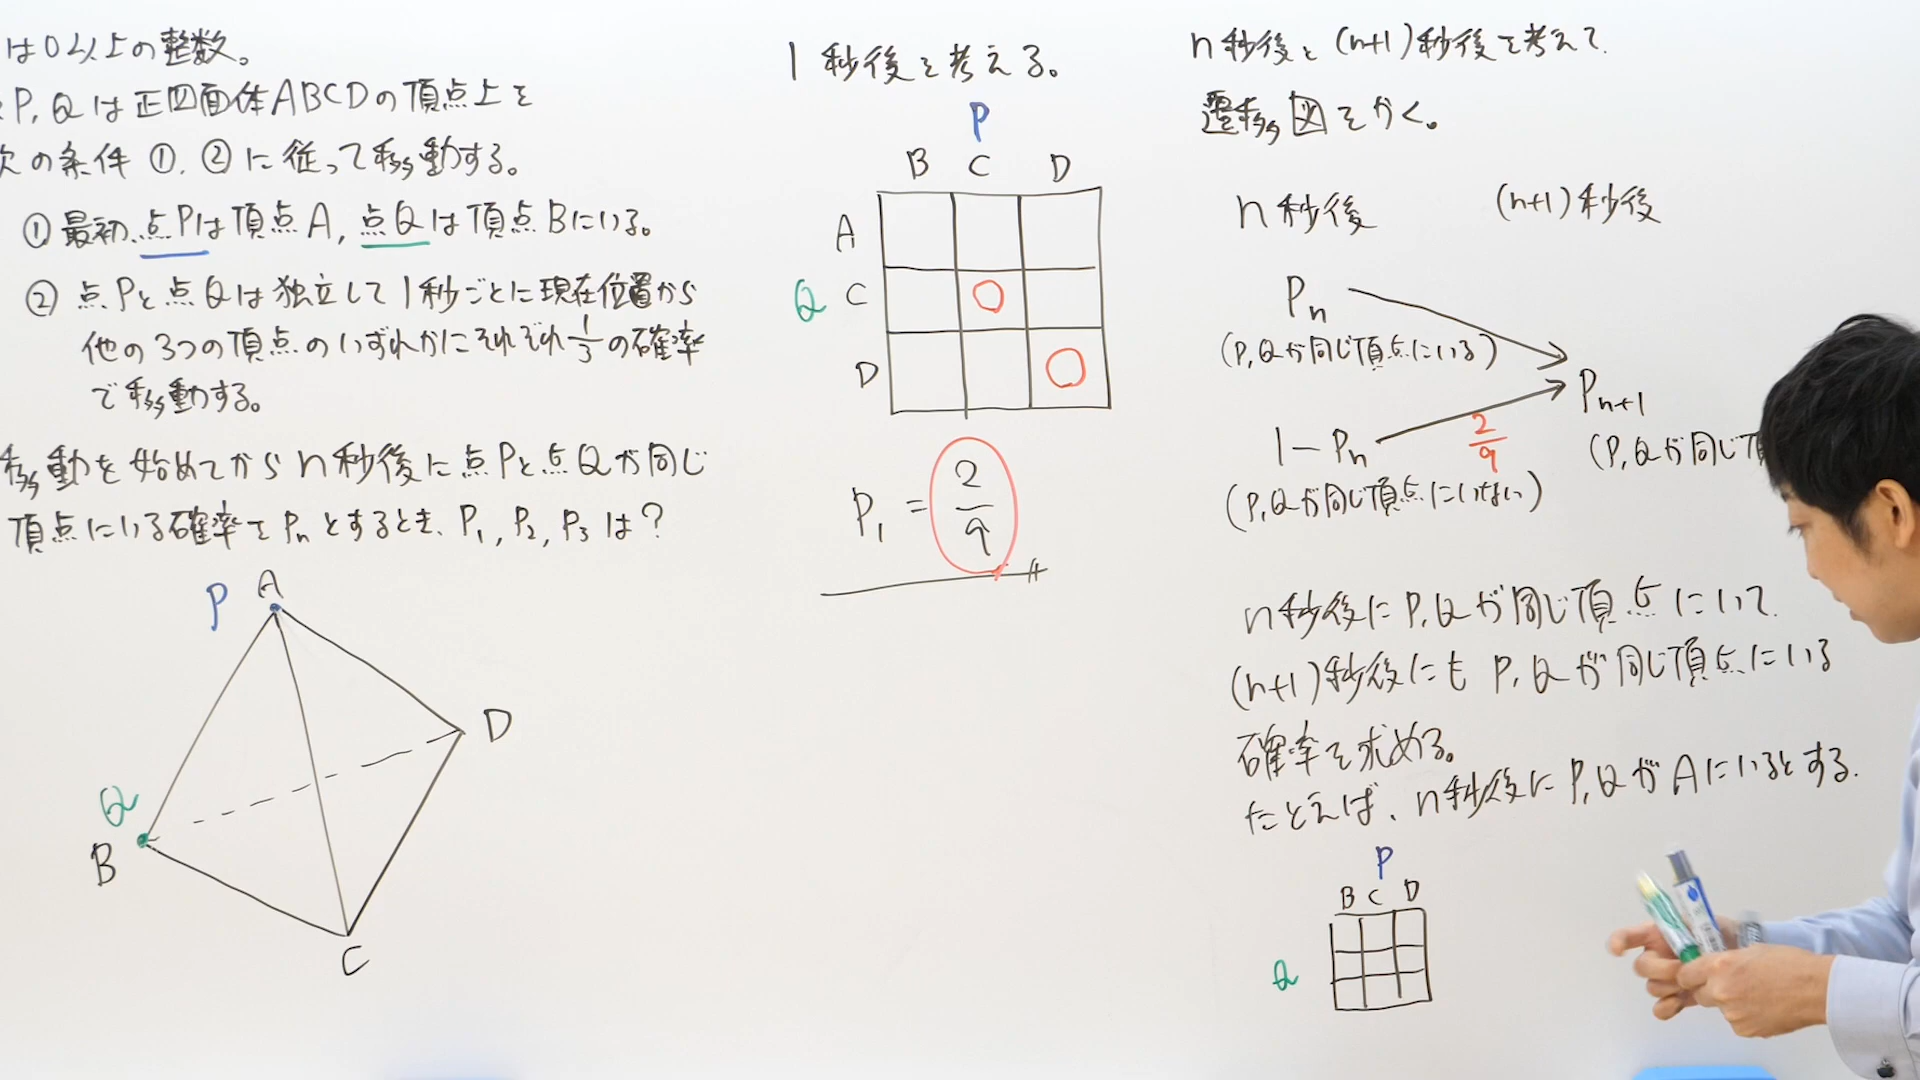 は0以上の整数。
P, Qは正四面体ABCDの頂点上を
次の条件①, ②に従って移動する。
① 最初, 点Pは頂点A, 点Qは頂点Bにいる。
② 点Pと点Qは独立して1秒ごとに現在位置から
他の3つの頂点のいずれかにそれぞれ1/3の確率
で移動する。
移動を始めてからn秒後に点Pと点Qが同じ
頂点にいる確率をPnとするとき, P1, P2, P3は?
P
A
D
Q
B
C
1秒後を考える。
P
B C D
A
Q C
D
P1 = 2/9
n秒後と(n+1)秒後を考えて,
遷移図をかく。
n秒後 (n+1)秒後
Pn
(P, Qが同じ頂点にいる)
Pn+1
2/9
1-Pn
(P, Qが同じ頂
(P, Qが同じ頂点にいない)
n秒後にP, Qが同じ頂点にいて,
(n+1)秒後にもP, Qが同じ頂点にいる
確率を求める。
たとえば, n秒後にP, QがAにいるとする.
P
B C D
Q